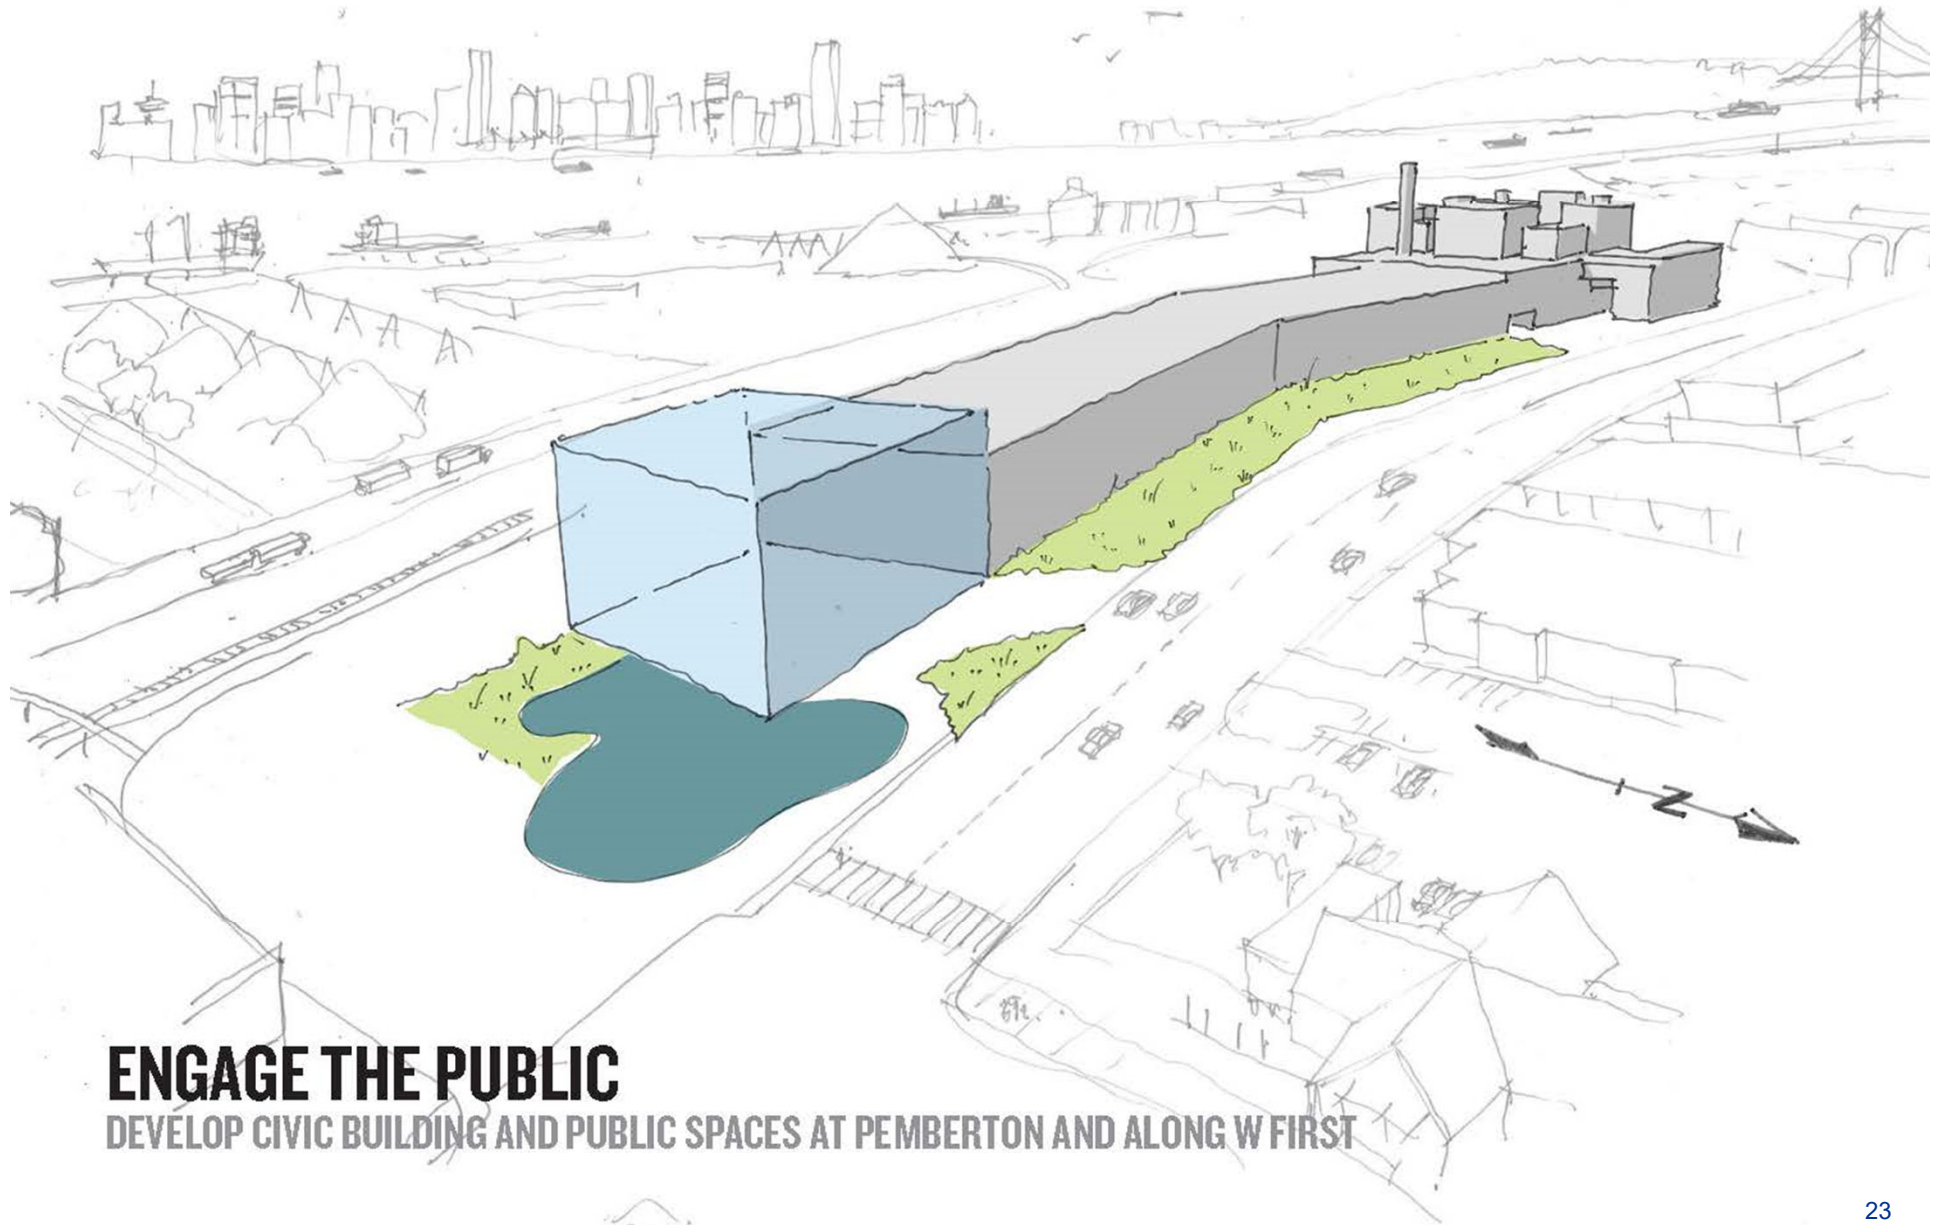 N
ENGAGE THE PUBLIC
DEVELOP CIVIC BUILDING AND PUBLIC SPACES AT PEMBERTON AND ALONG W FIRST
23